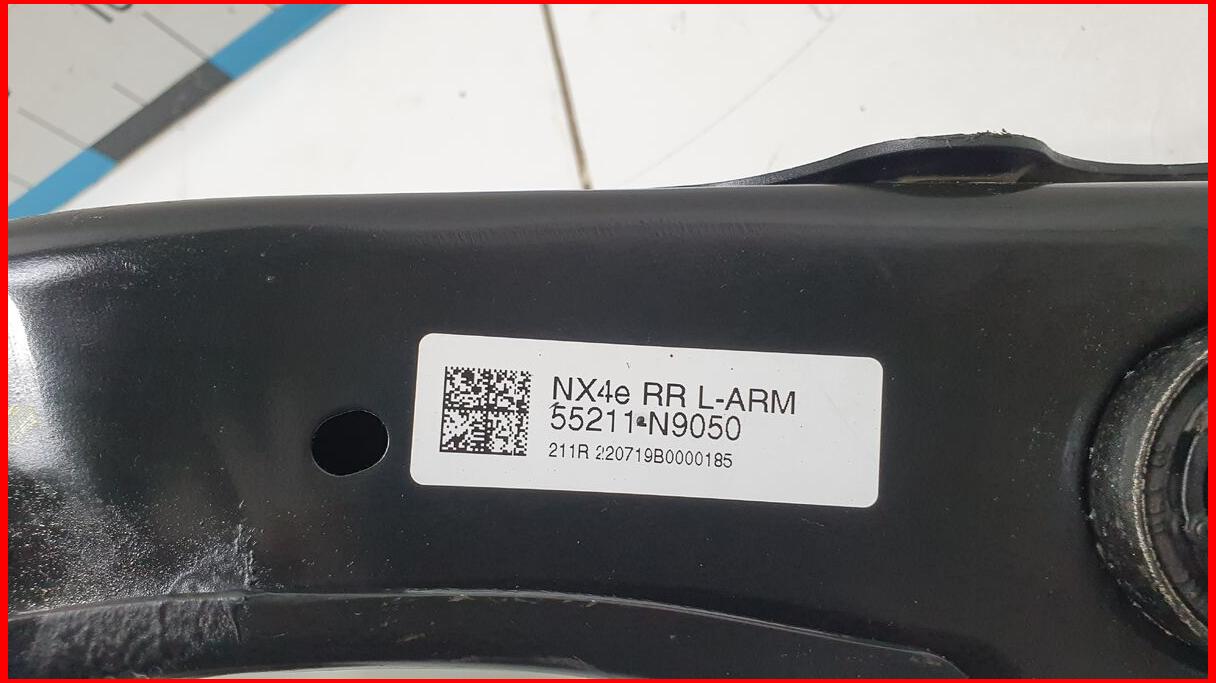 NX4e RR L-ARM
55211-N9050
211R 220719B0000185